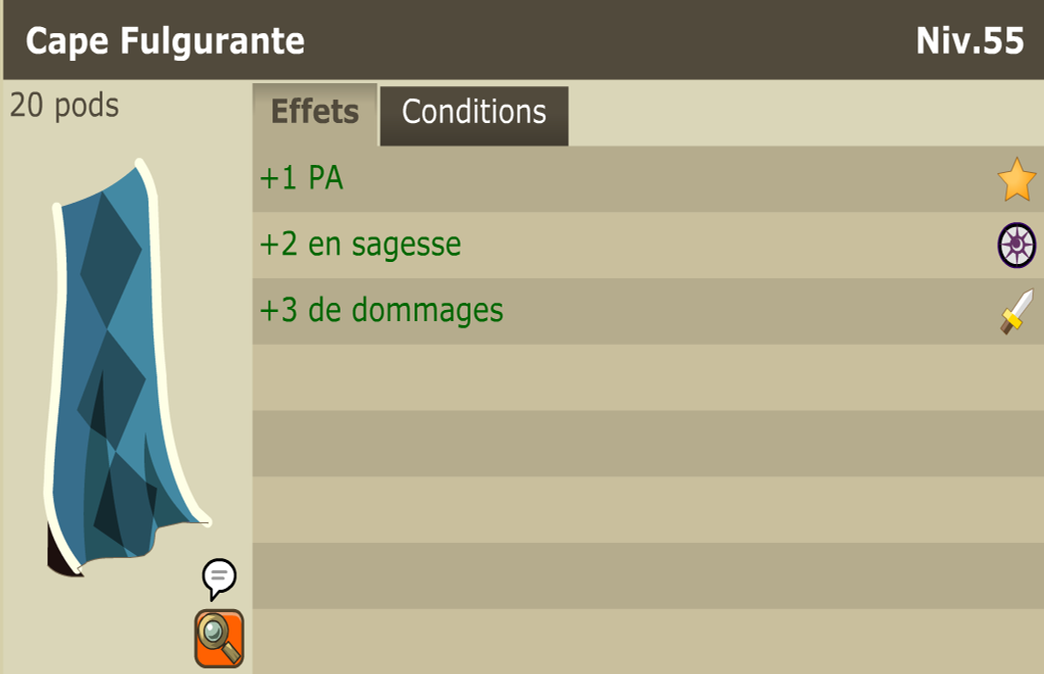 Cape Fulgurante
Niv.55
20 pods
Effets
Conditions
+1 PA
+2 en sagesse
+3 de dommages